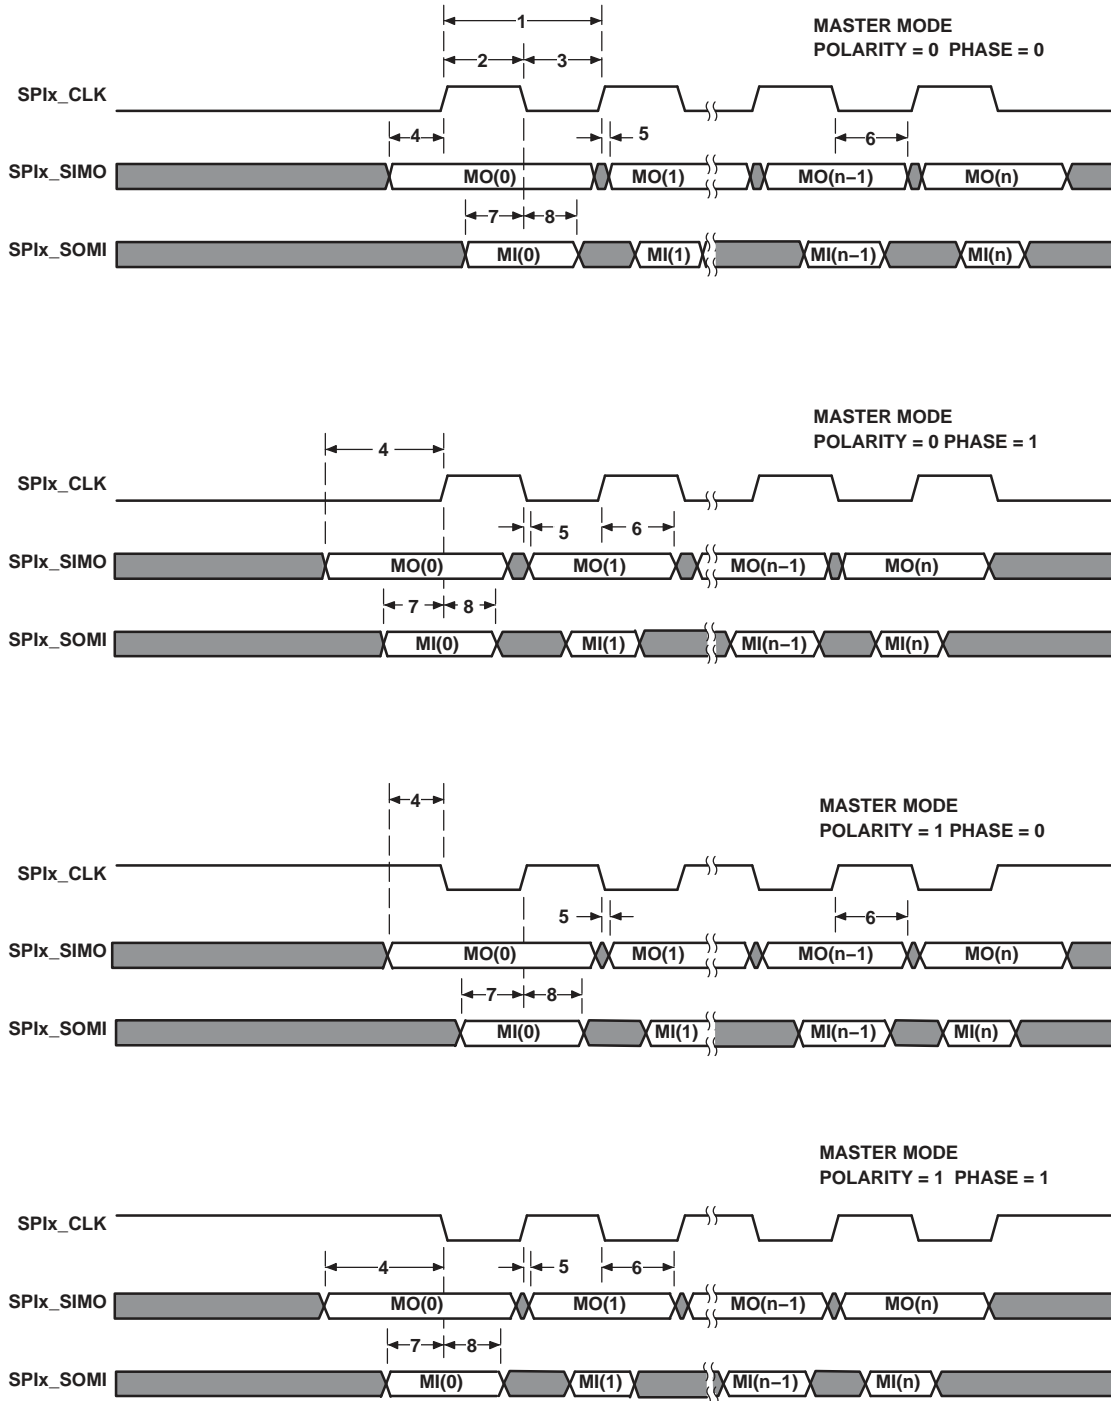 1
MASTER MODE
POLARITY = 0 PHASE = 0
2 3
SPIx_CLK
4 5 6
SPIx_SIMO MO(0) MO(1) MO(n−1) MO(n)
7 8
SPIx_SOMI MI(0) MI(1) MI(n−1) MI(n)
MASTER MODE
POLARITY = 0 PHASE = 1
4
SPIx_CLK
5 6
SPIx_SIMO MO(0) MO(1) MO(n−1) MO(n)
7 8
SPIx_SOMI MI(0) MI(1) MI(n−1) MI(n)
4
MASTER MODE
POLARITY = 1 PHASE = 0
SPIx_CLK
5 6
SPIx_SIMO MO(0) MO(1) MO(n−1) MO(n)
7 8
SPIx_SOMI MI(0) MI(1) MI(n−1) MI(n)
MASTER MODE
POLARITY = 1 PHASE = 1
SPIx_CLK
4 5 6
SPIx_SIMO MO(0) MO(1) MO(n−1) MO(n)
7 8
SPIx_SOMI MI(0) MI(1) MI(n−1) MI(n)